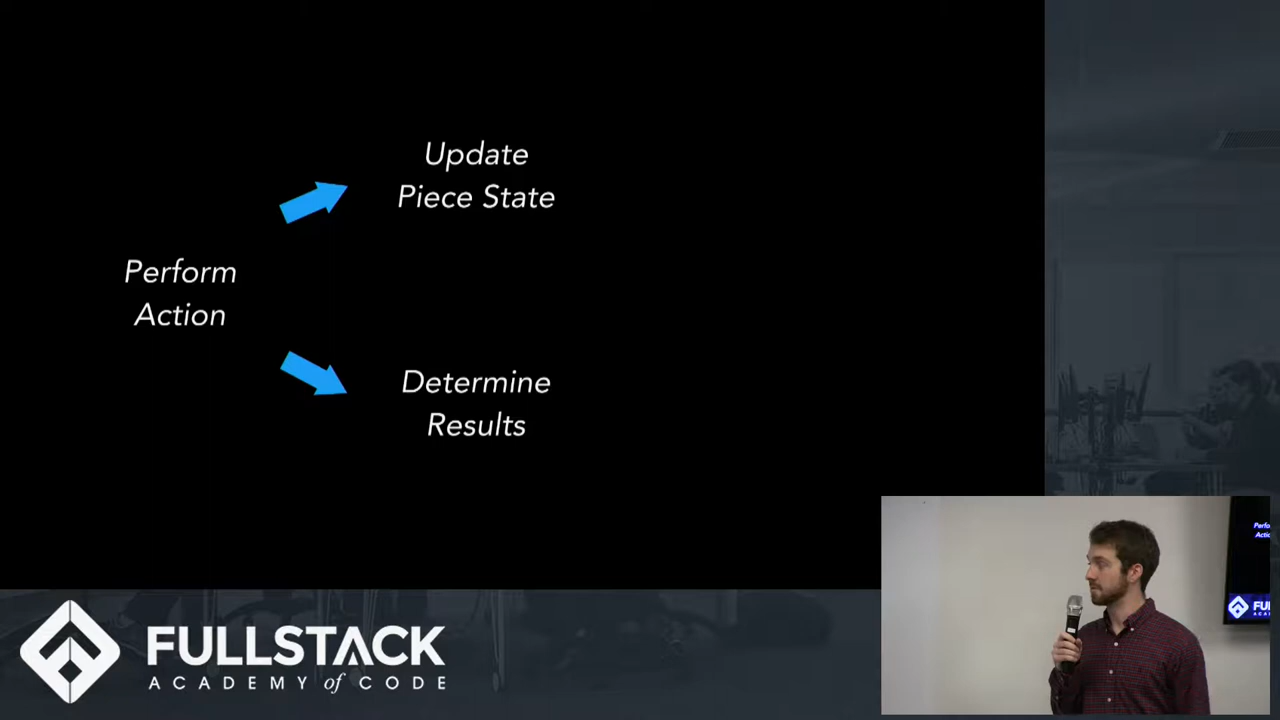 Update
Piece State
Perform
Action
Determine
Results
FULLSTACK
ACADEMY of CODE